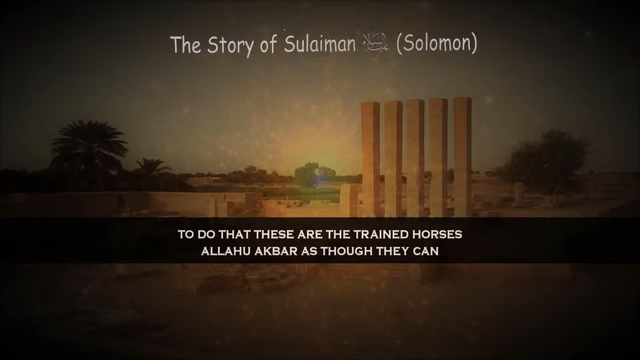 The Story of Sulaiman (Solomon)
TO DO THAT THESE ARE THE TRAINED HORSES
ALLAHU AKBAR AS THOUGH THEY CAN